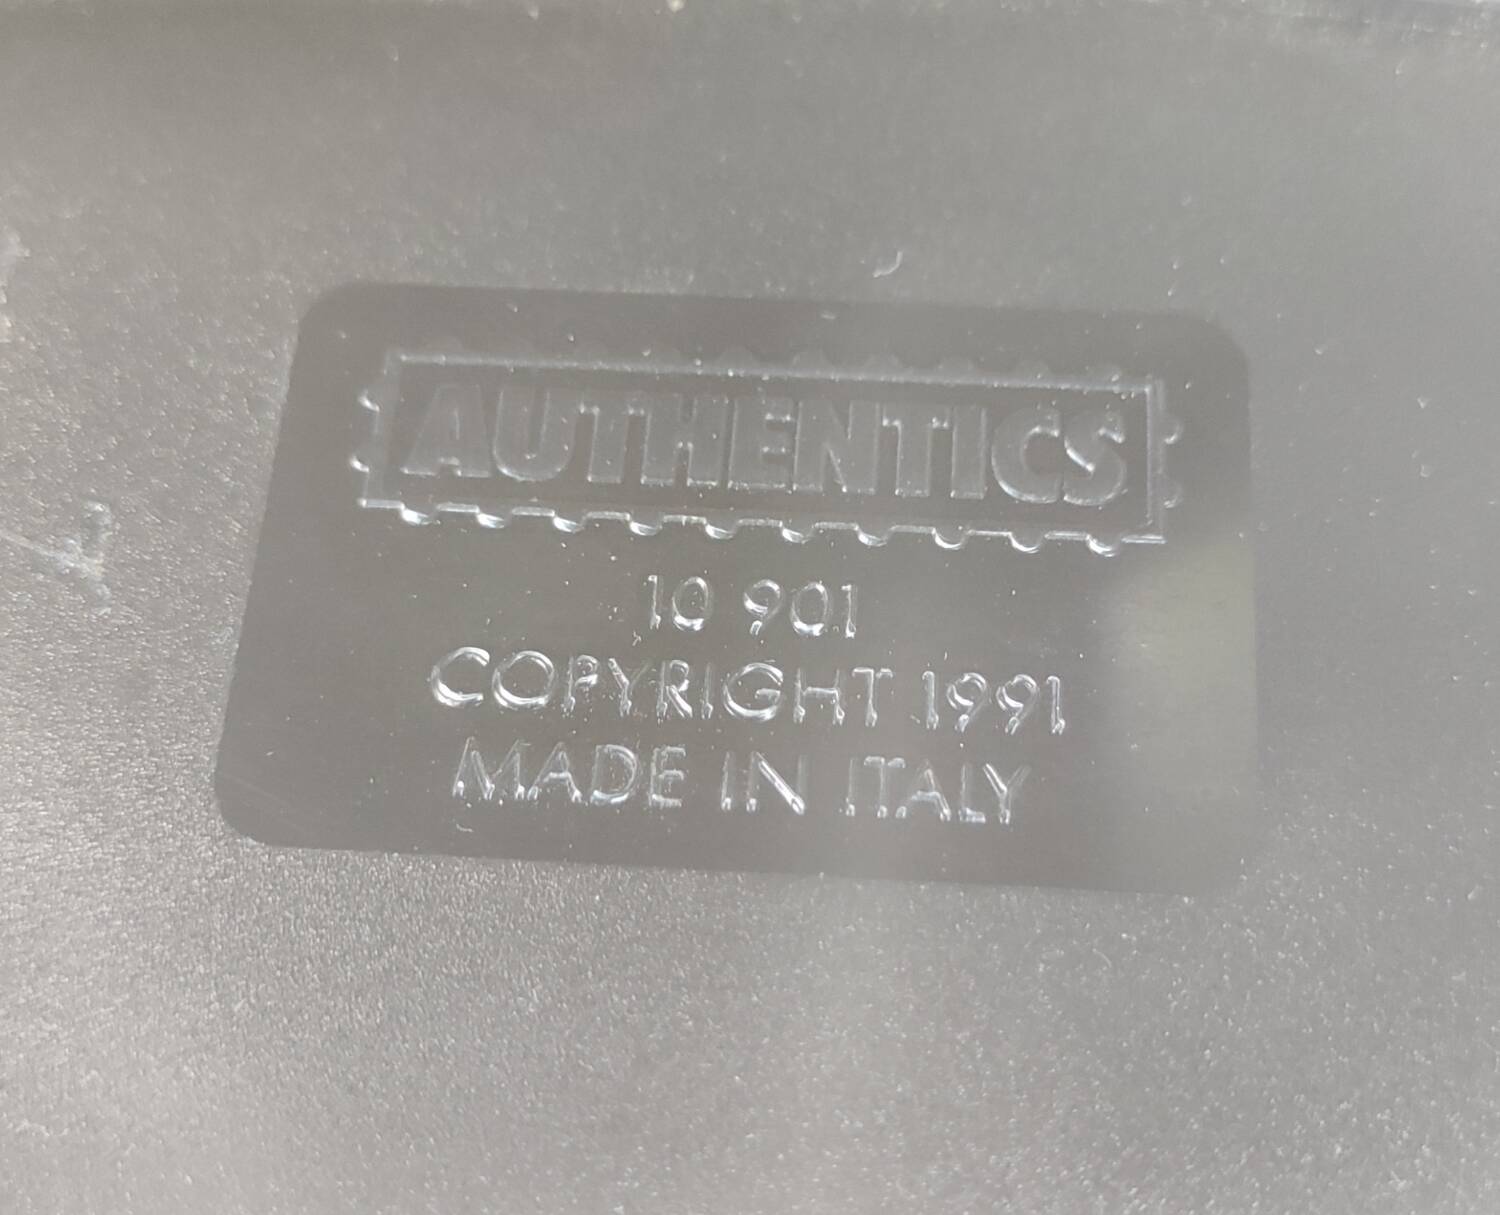 AUTHENTICS
10 901
COPYRIGHT 1991
MADE IN ITALY